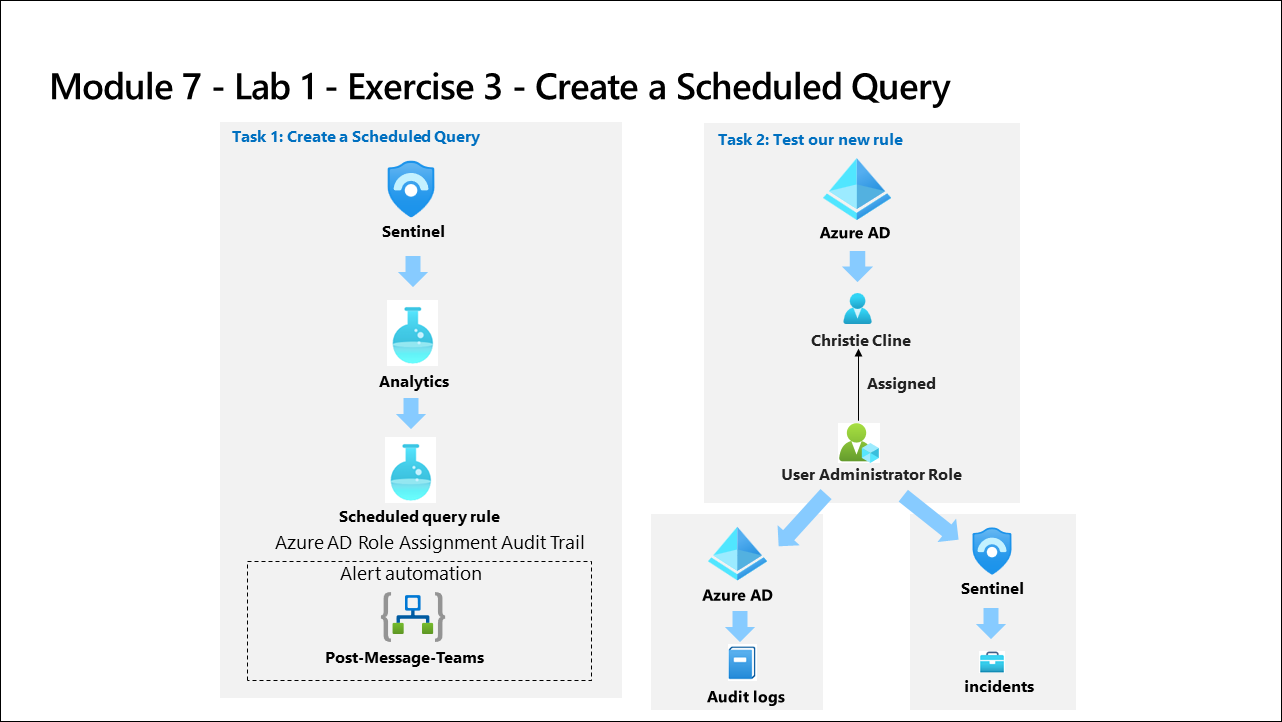 Module 7 - Lab 1 - Exercise 3 - Create a Scheduled Query
Task 1: Create a Scheduled Query
Sentinel
Analytics
Scheduled query rule
Azure AD Role Assignment Audit Trail
Alert automation
Post-Message-Teams
Task 2: Test our new rule
Azure AD
Christie Cline
Assigned
User Administrator Role
Azure AD
Audit logs
Sentinel
incidents